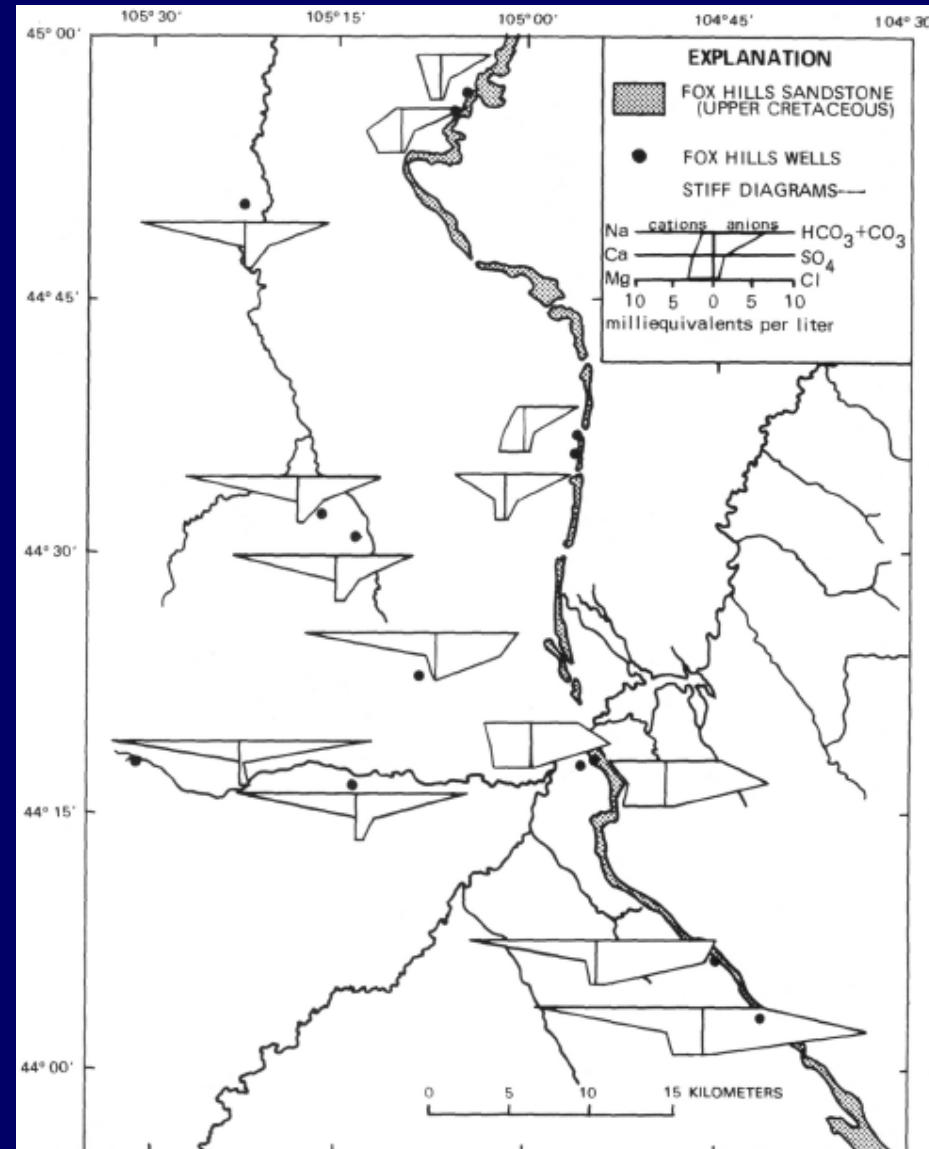 105° 30'
105° 15'
105° 00'
104° 45'
104° 30'
45° 00'
EXPLANATION
FOX HILLS SANDSTONE
(UPPER CRETACEOUS)
FOX HILLS WELLS
STIFF DIAGRAMS—
cations anions
Na HCO3+CO3
Ca SO4
Mg Cl
10 5 0 5 10
milliequivalents per liter
44° 45'
44° 30'
44° 15'
44° 00'
0 5 10 15 KILOMETERS